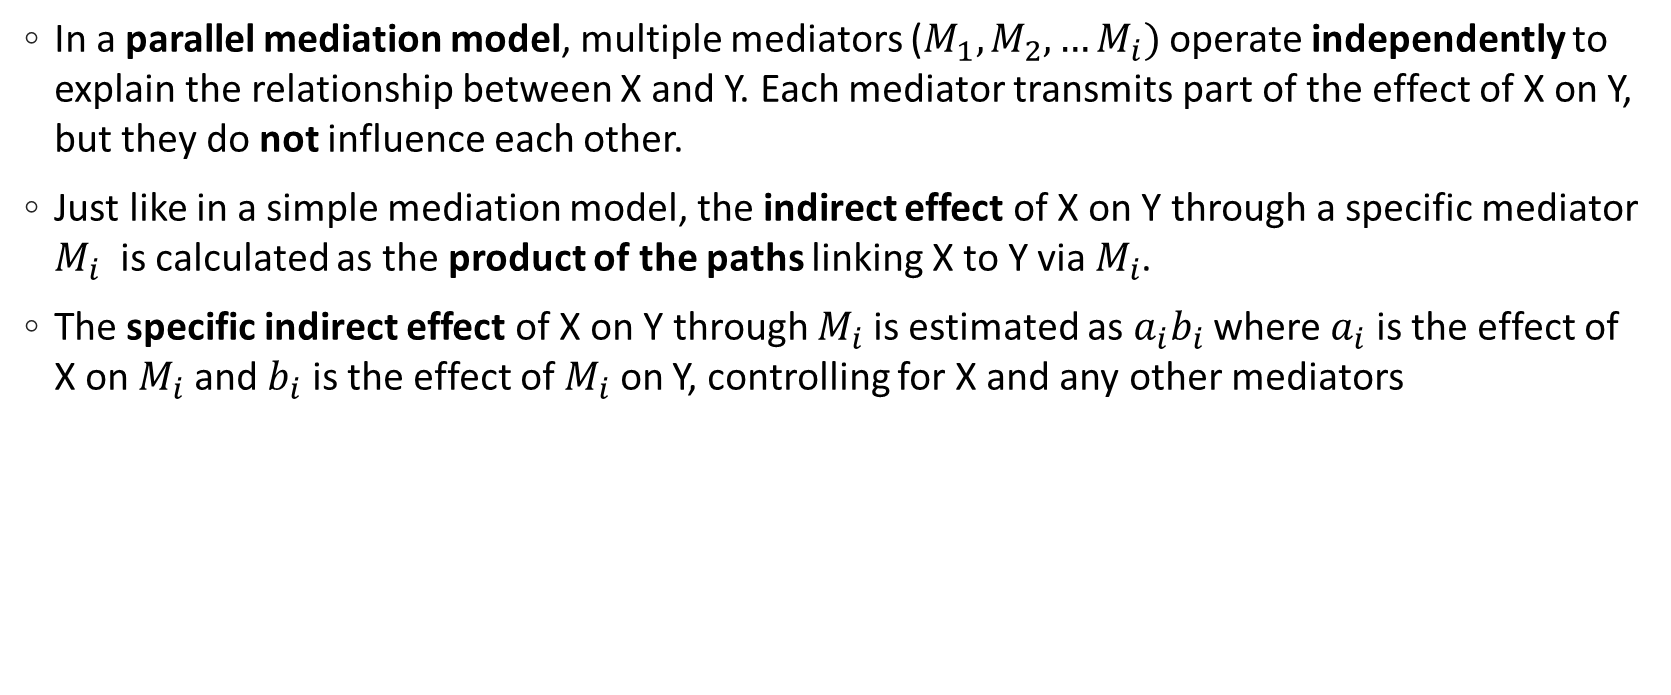 ◦ In a parallel mediation model, multiple mediators (𝑀₁, 𝑀₂, … 𝑀ᵢ) operate independently to
explain the relationship between X and Y. Each mediator transmits part of the effect of X on Y,
but they do not influence each other.
◦ Just like in a simple mediation model, the indirect effect of X on Y through a specific mediator
𝑀ᵢ is calculated as the product of the paths linking X to Y via 𝑀ᵢ.
◦ The specific indirect effect of X on Y through 𝑀ᵢ is estimated as 𝑎ᵢ𝑏ᵢ where 𝑎ᵢ is the effect of
X on 𝑀ᵢ and 𝑏ᵢ is the effect of 𝑀ᵢ on Y, controlling for X and any other mediators